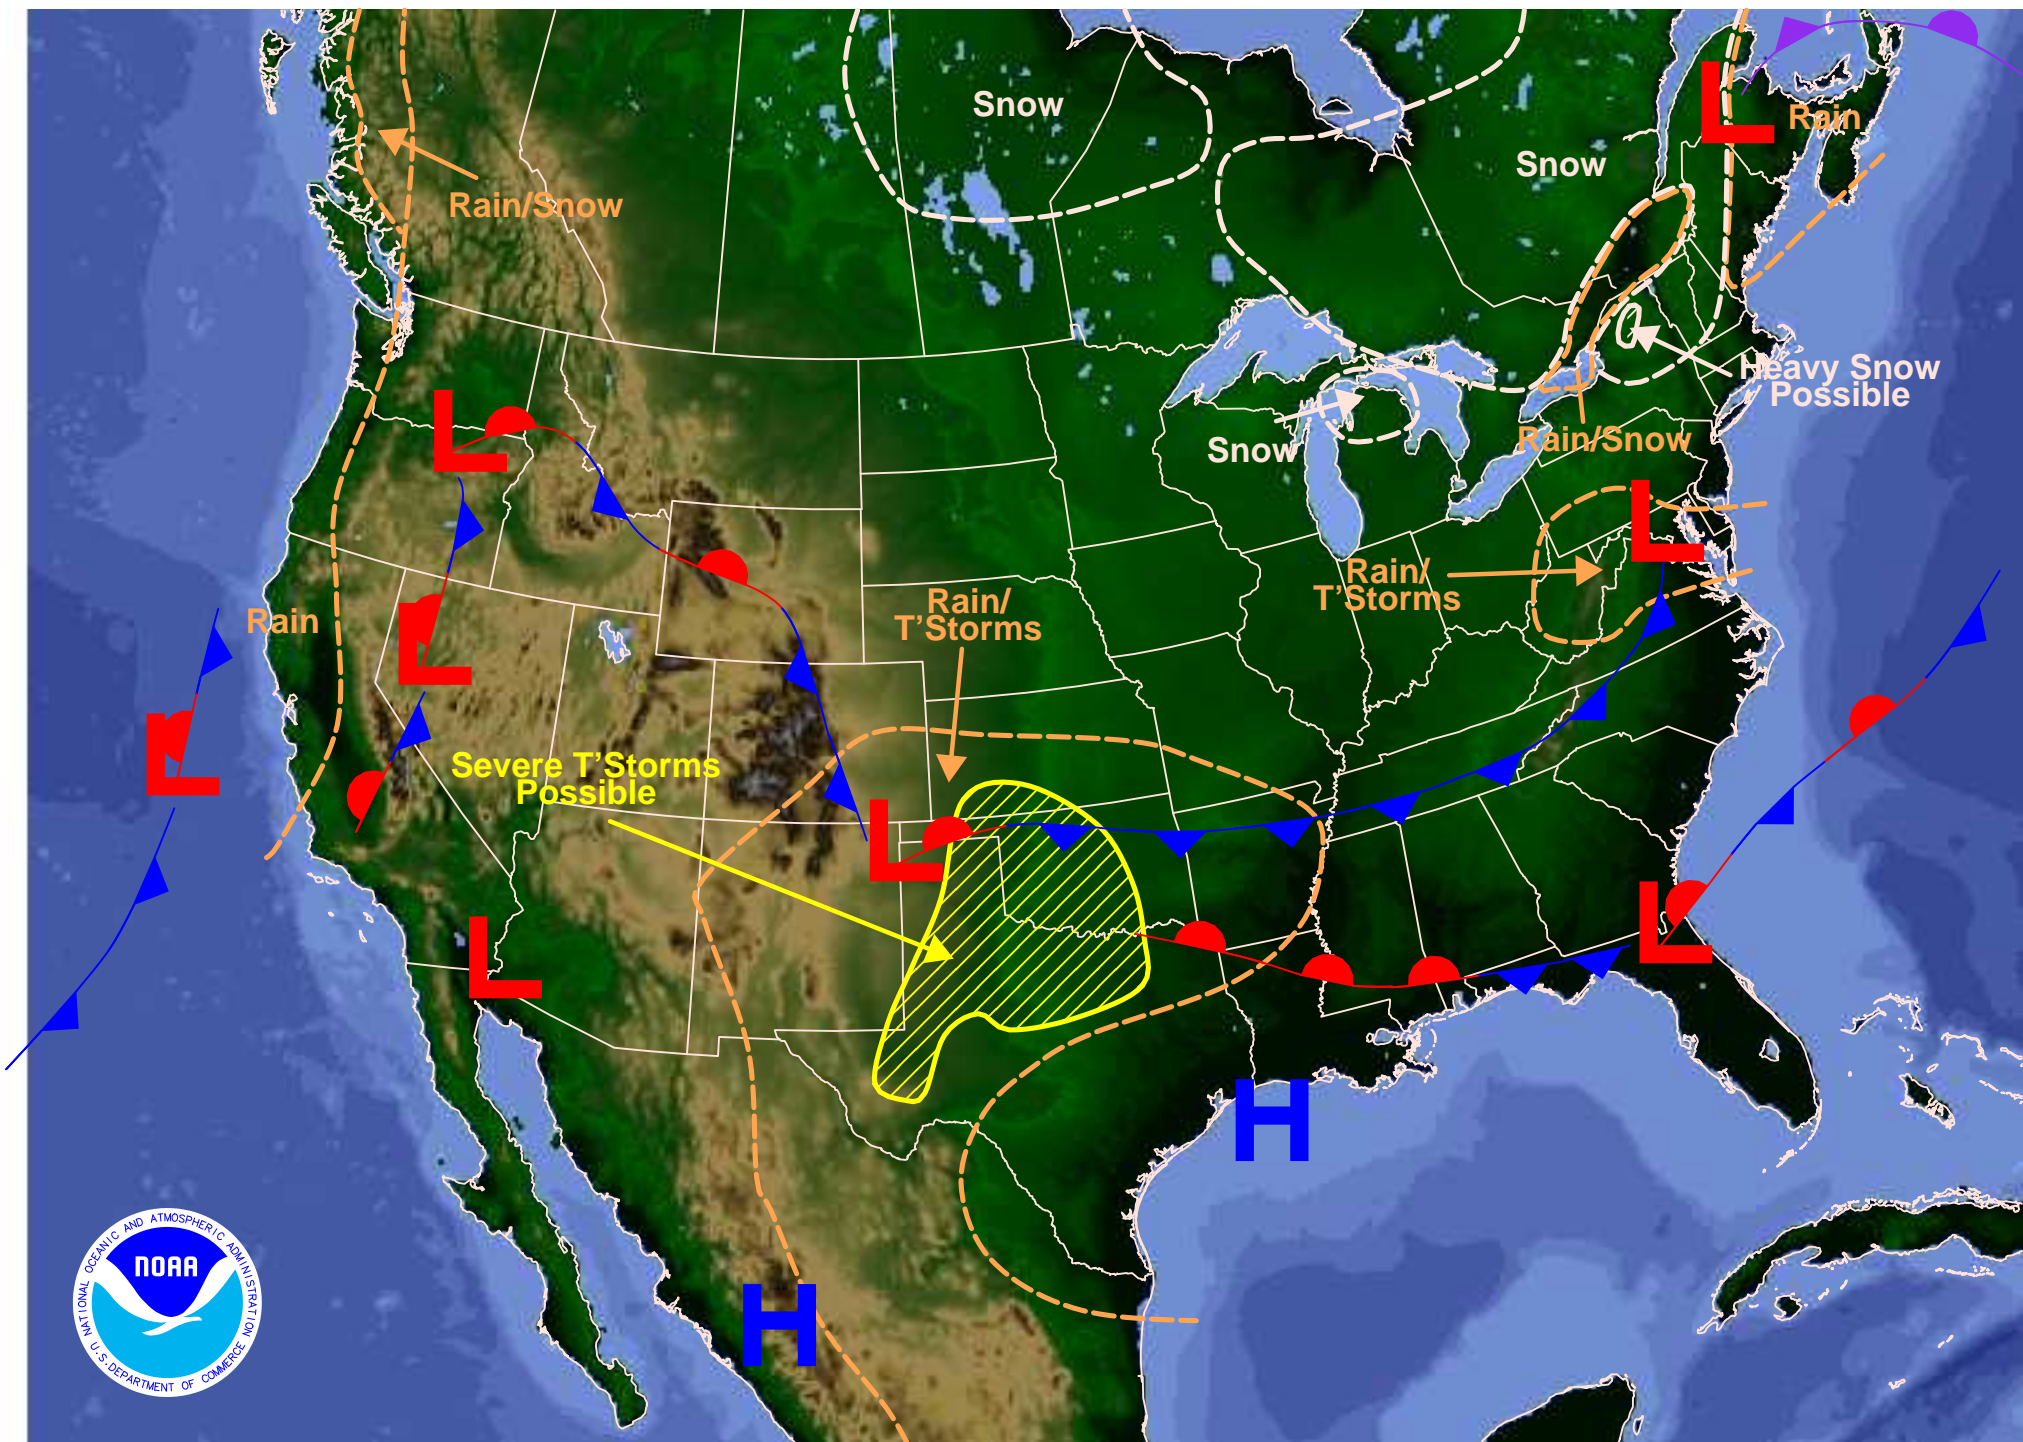 Snow
Rain
Snow
Rain/Snow
Heavy Snow
Possible
Snow
Rain/Snow
Rain/
T'Storms
Rain/
T'Storms
Rain
Severe T'Storms
Possible
L
L
L
L
L
L
L
L
H
H
NATIONAL OCEANIC AND ATMOSPHERIC ADMINISTRATION
NOAA
U.S. DEPARTMENT OF COMMERCE